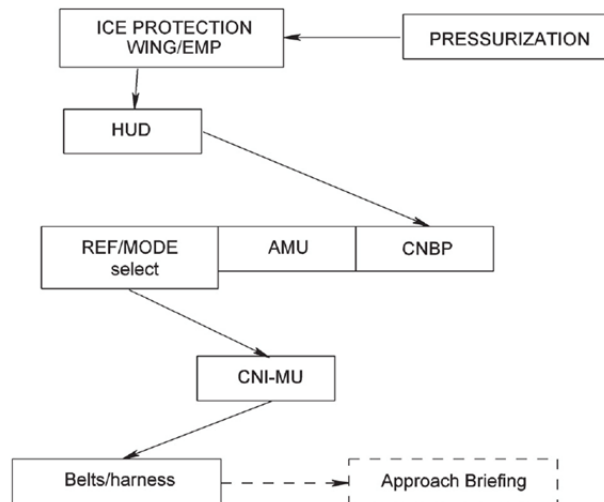 ICE PROTECTION
WING/EMP
PRESSURIZATION
HUD
REF/MODE
select
AMU
CNBP
CNI-MU
Belts/harness
Approach Briefing